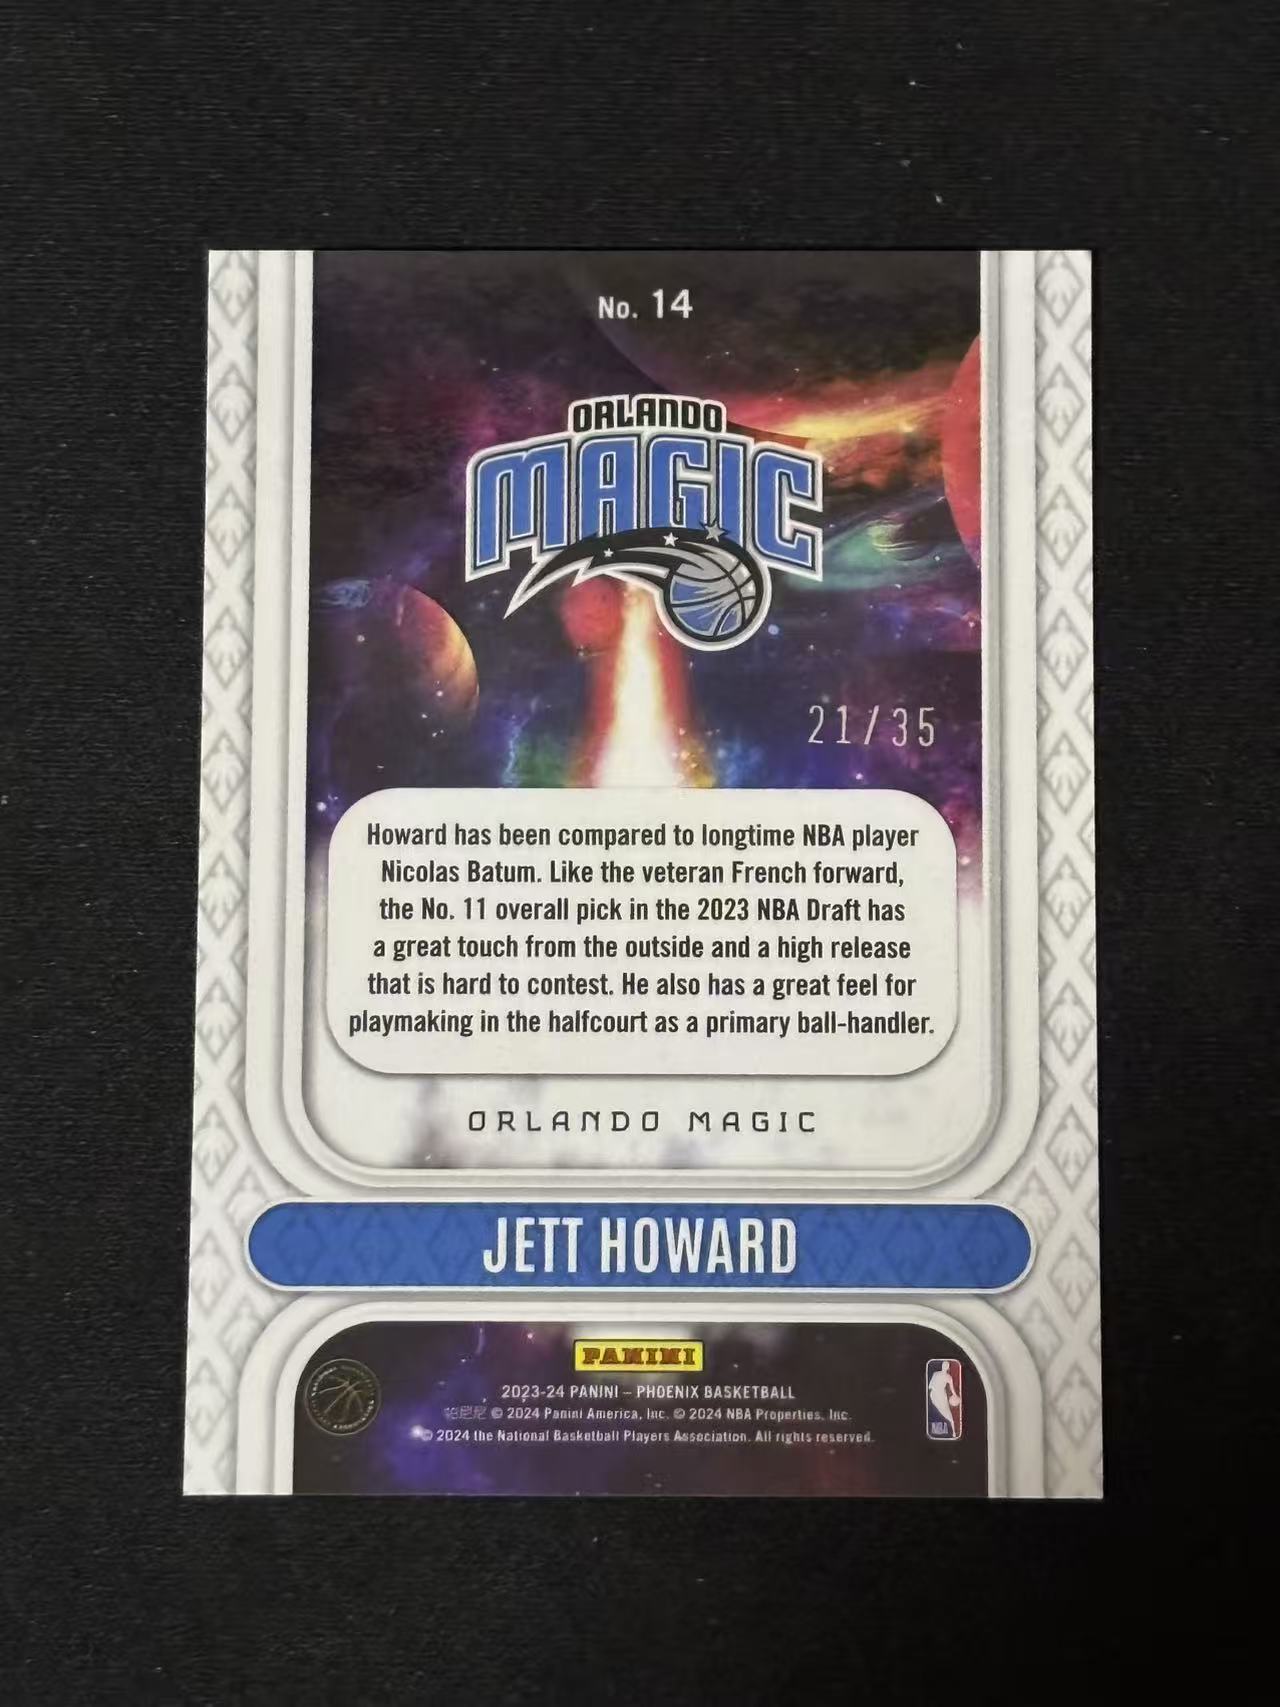 No. 14
ORLANDO
MAGIC
21/35
Howard has been compared to longtime NBA player
Nicolas Batum. Like the veteran French forward,
the No. 11 overall pick in the 2023 NBA Draft has
a great touch from the outside and a high release
that is hard to contest. He also has a great feel for
playmaking in the halfcourt as a primary ball-handler.
ORLANDO MAGIC
JETT HOWARD
PANINI
2023-24 PANINI – PHOENIX BASKETBALL
© 2024 Panini America, Inc. © 2024 NBA Properties, Inc.
© 2024 the National Basketball Players Association. All rights reserved.
NBA